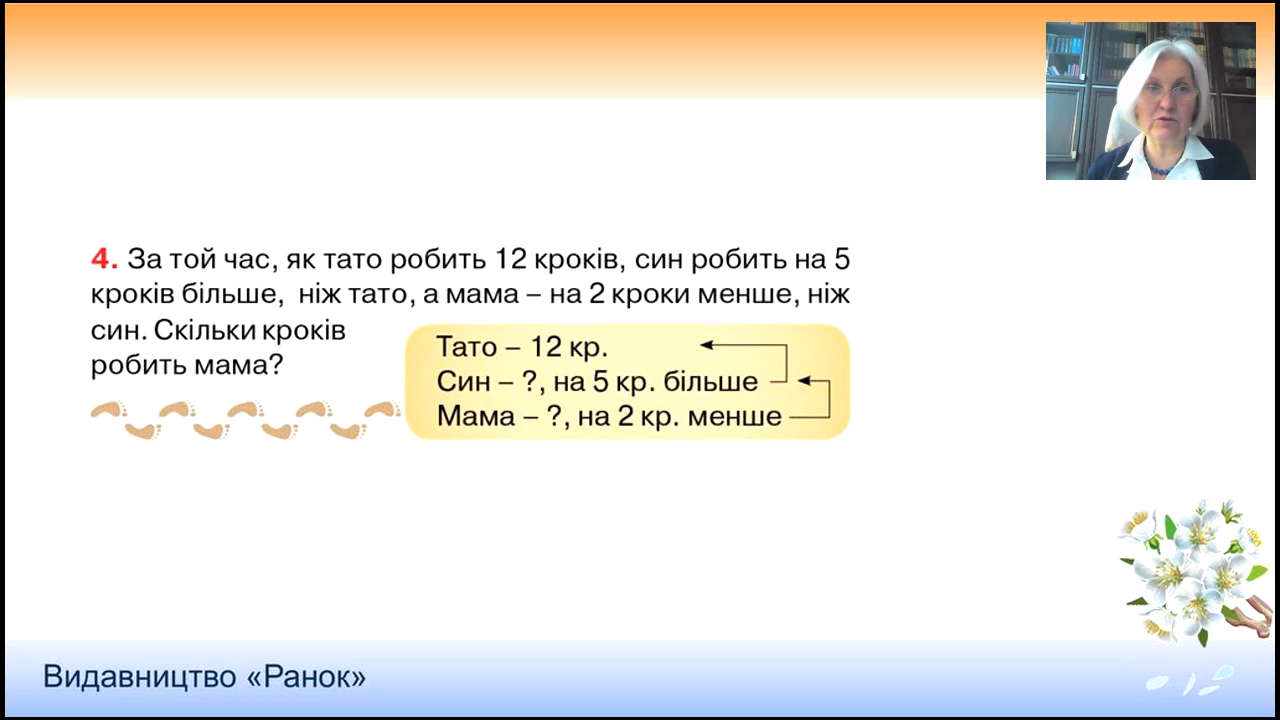 4. За той час, як тато робить 12 кроків, син робить на 5
кроків більше, ніж тато, а мама – на 2 кроки менше, ніж
син. Скільки кроків
робить мама?
Тато – 12 кр.
Син – ?, на 5 кр. більше
Мама – ?, на 2 кр. менше
Видавництво «Ранок»